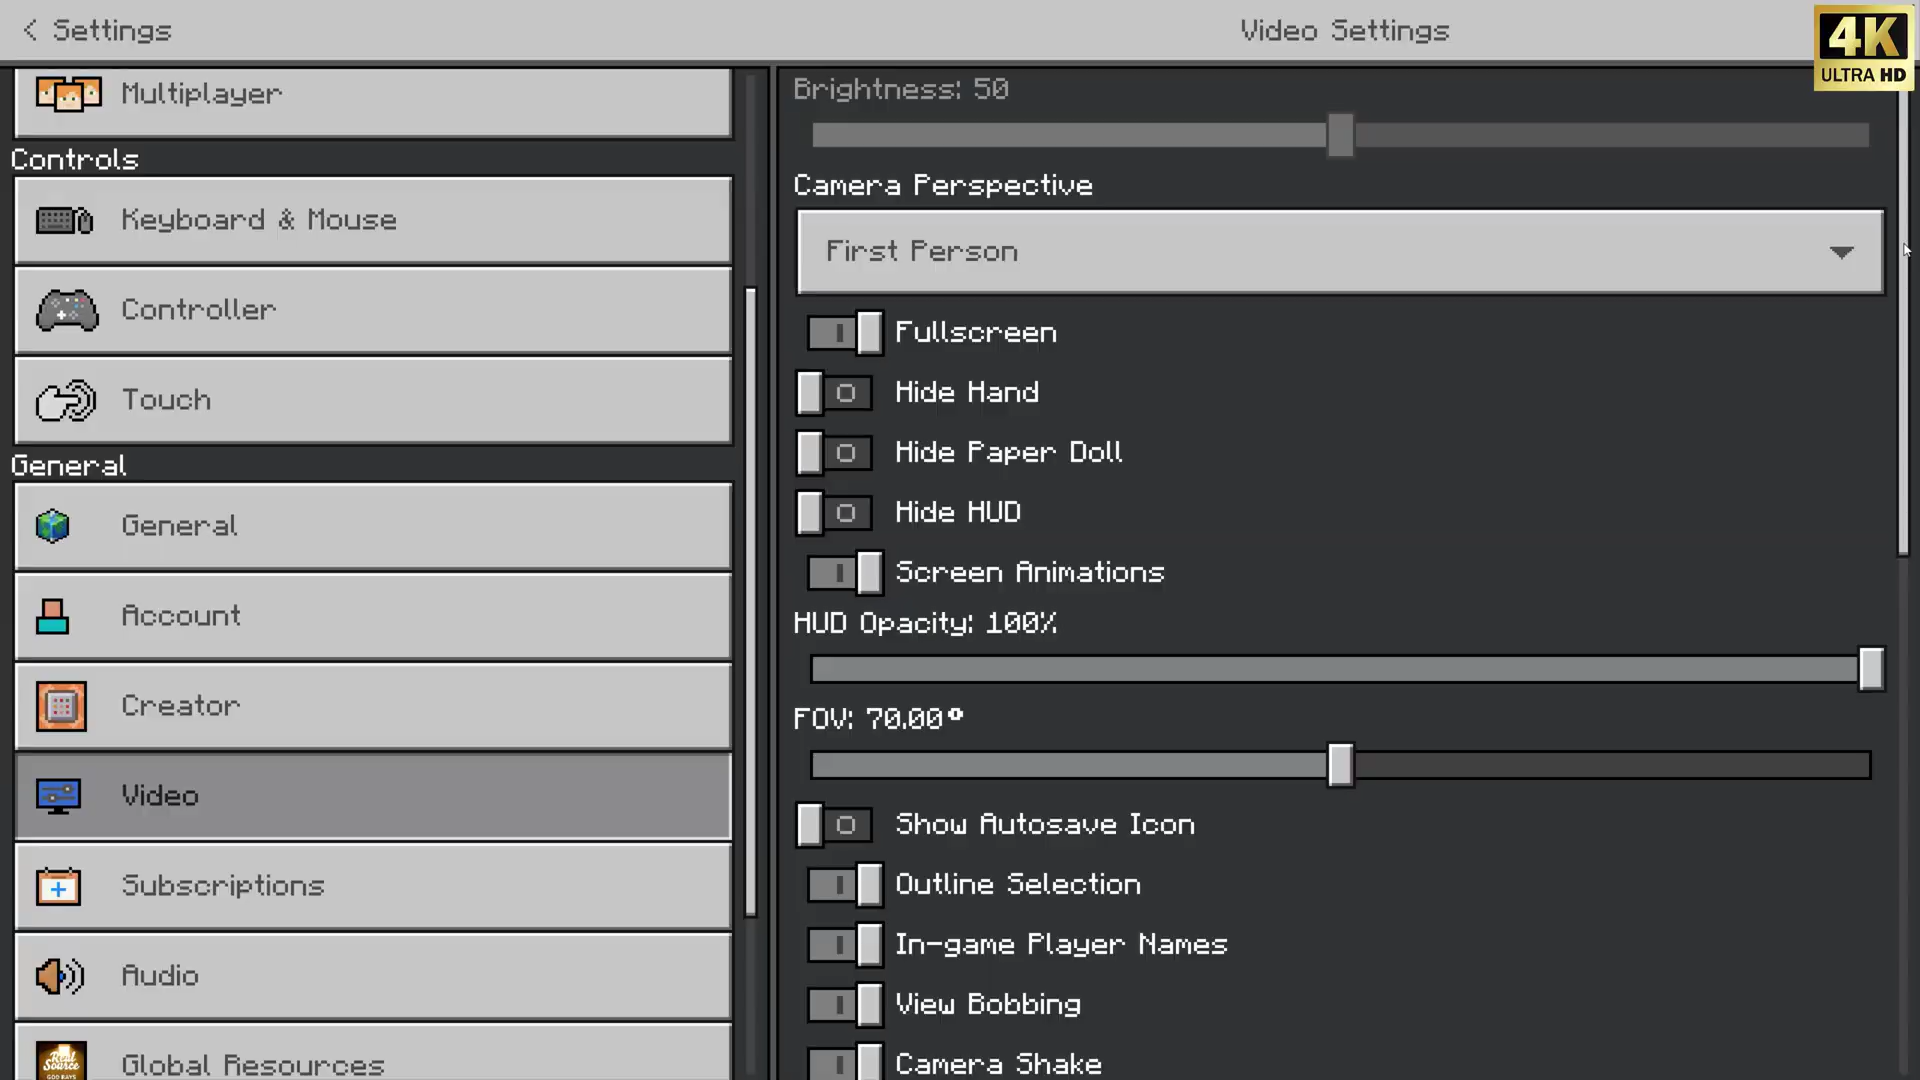 Settings
Video Settings
4K
ULTRA HD
Multiplayer
Controls
Keyboard & Mouse
Controller
Touch
General
General
Account
Creator
Video
Subscriptions
Audio
Global Resources
Brightness: 50
Camera Perspective
First Person
Fullscreen
Hide Hand
Hide Paper Doll
Hide HUD
Screen Animations
HUD Opacity: 100%
FOV: 70.00°
Show Autosave Icon
Outline Selection
In-game Player Names
View Bobbing
Camera Shake